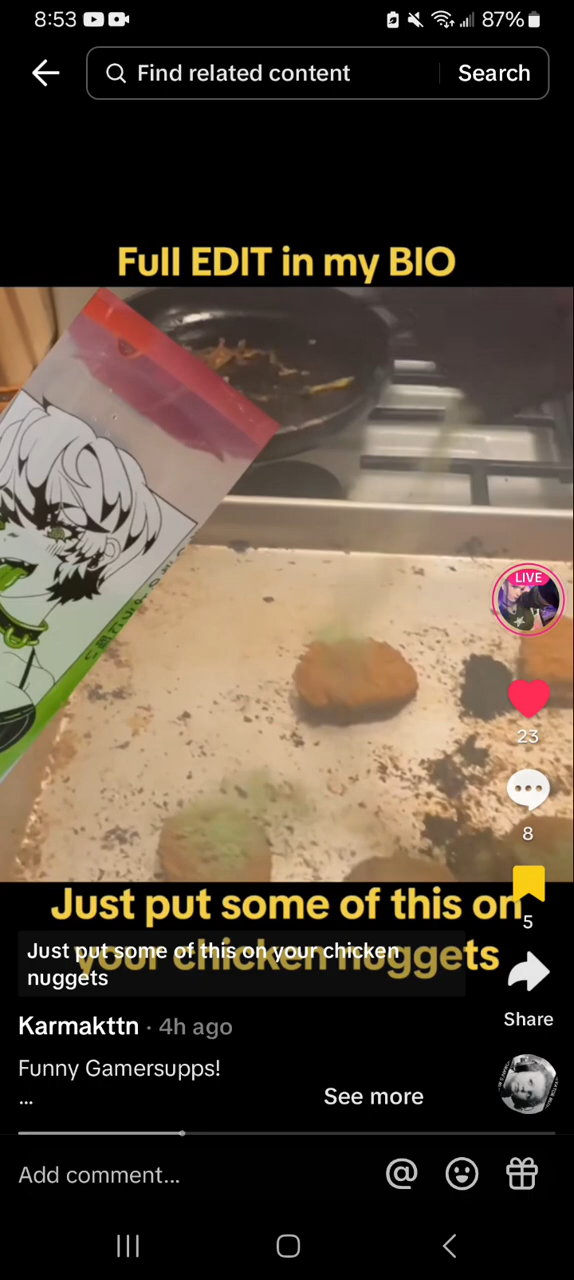 8:53
87%
Find related content
Search
Full EDIT in my BIO
LIVE
23
8
Just put some of this on
5
your chicken nuggets
Just put some of this on your chicken
nuggets
Share
Karmakttn · 4h ago
Funny Gamersupps!
...
See more
Add comment...